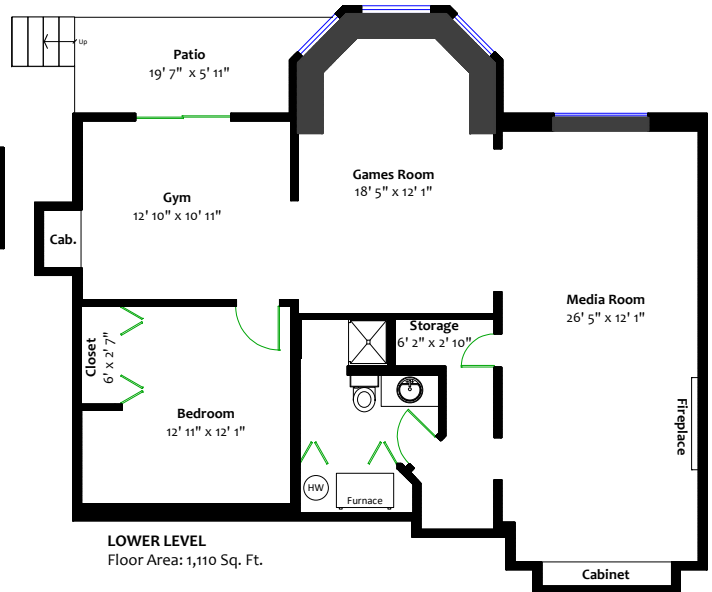 Up
Patio
19' 7" x 5' 11"
Games Room
18' 5" x 12' 1"
Gym
12' 10" x 10' 11"
Cab.
Media Room
26' 5" x 12' 1"
Storage
6' 2" x 2' 10"
Closet
6' x 2' 7"
Bedroom
12' 11" x 12' 1"
Fireplace
HW
Furnace
LOWER LEVEL
Floor Area: 1,110 Sq. Ft.
Cabinet